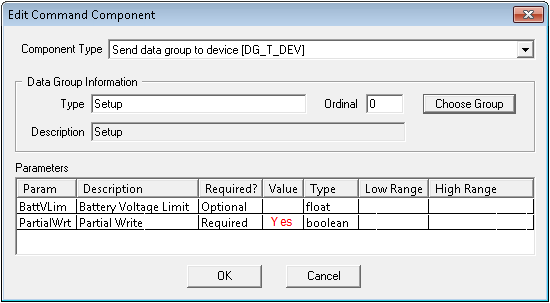 Edit Command Component
Component Type Send data group to device [DG_T_DEV]
Data Group Information
Type Setup Ordinal 0 Choose Group
Description Setup
Parameters
Param Description Required? Value Type Low Range High Range
BattVLim Battery Voltage Limit Optional float
PartialWrt Partial Write Required Yes boolean
OK Cancel